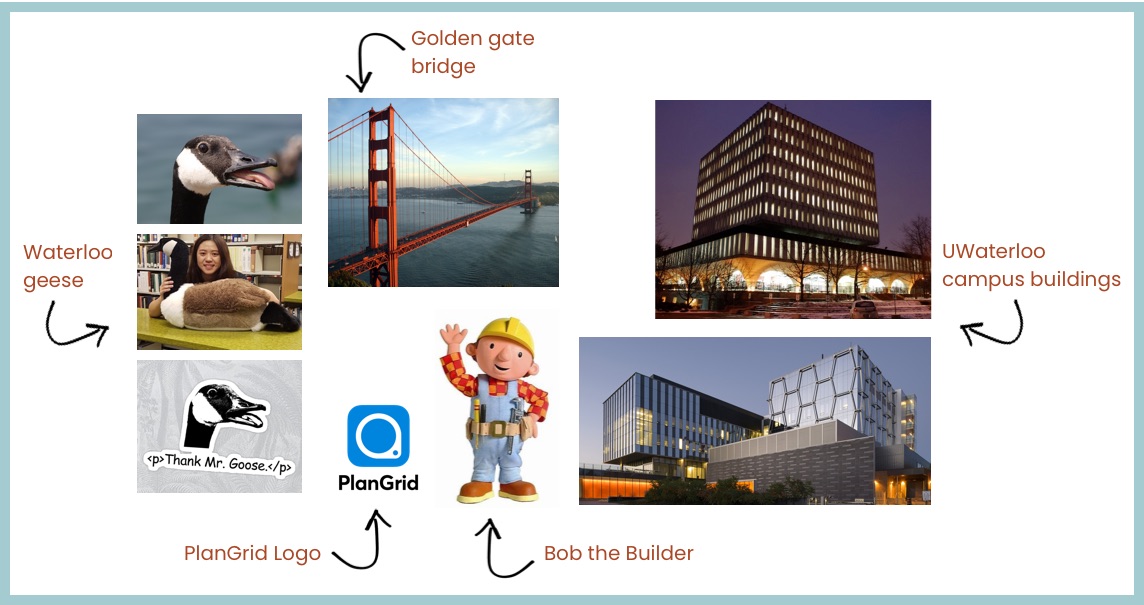 Golden gate
bridge
Waterloo
geese
UWaterloo
campus buildings
<p>Thank Mr. Goose.</p>
PlanGrid
PlanGrid Logo
Bob the Builder